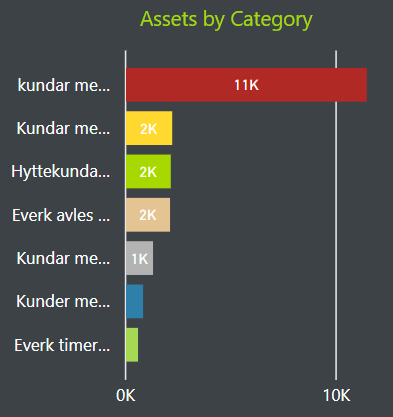 Assets by Category
kundar me... 11K
Kundar me... 2K
Hyttekunda... 2K
Everk avles ... 2K
Kundar me... 1K
Kunder me...
Everk timer...
0K 10K